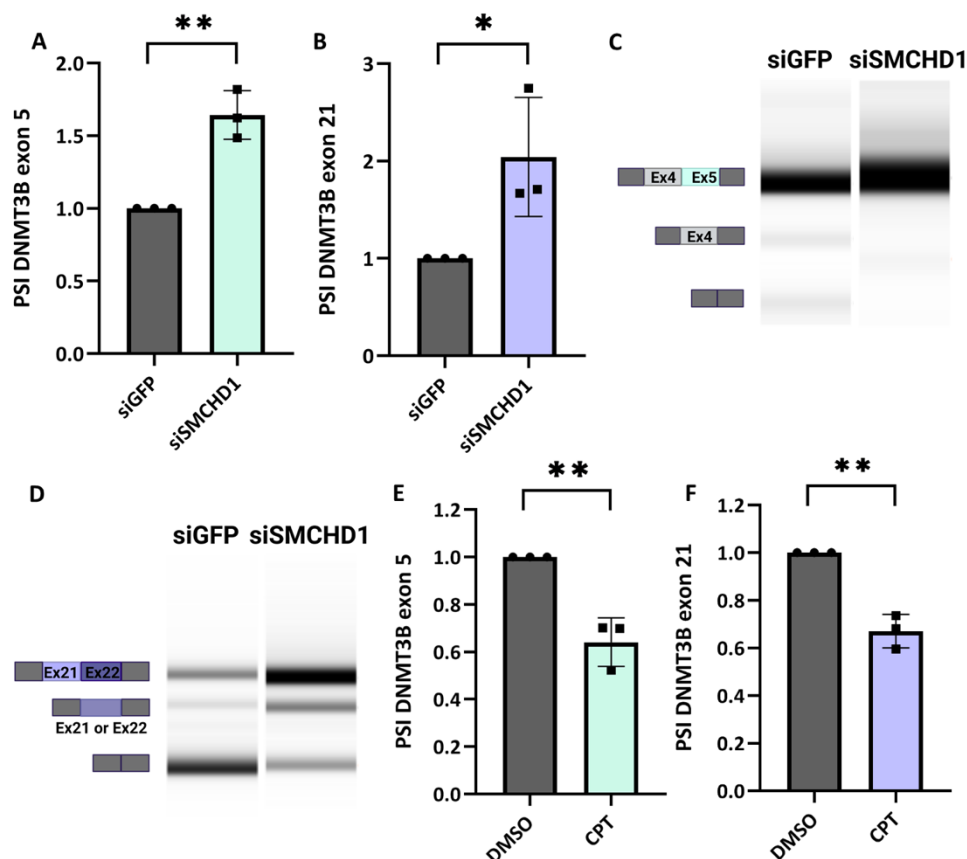 A
**
PSI DNMT3B exon 5
2.0
1.5
1.0
0.5
0.0
siGFP
siSMCHD1
B
*
PSI DNMT3B exon 21
3
2
1
0
siGFP
siSMCHD1
C
siGFP siSMCHD1
Ex4 Ex5
Ex4
D
siGFP siSMCHD1
Ex21 Ex22
Ex21 or Ex22
E
**
PSI DNMT3B exon 5
1.2
1.0
0.8
0.6
0.4
0.2
0.0
DMSO
CPT
F
**
PSI DNMT3B exon 21
1.2
1.0
0.8
0.6
0.4
0.2
0.0
DMSO
CPT